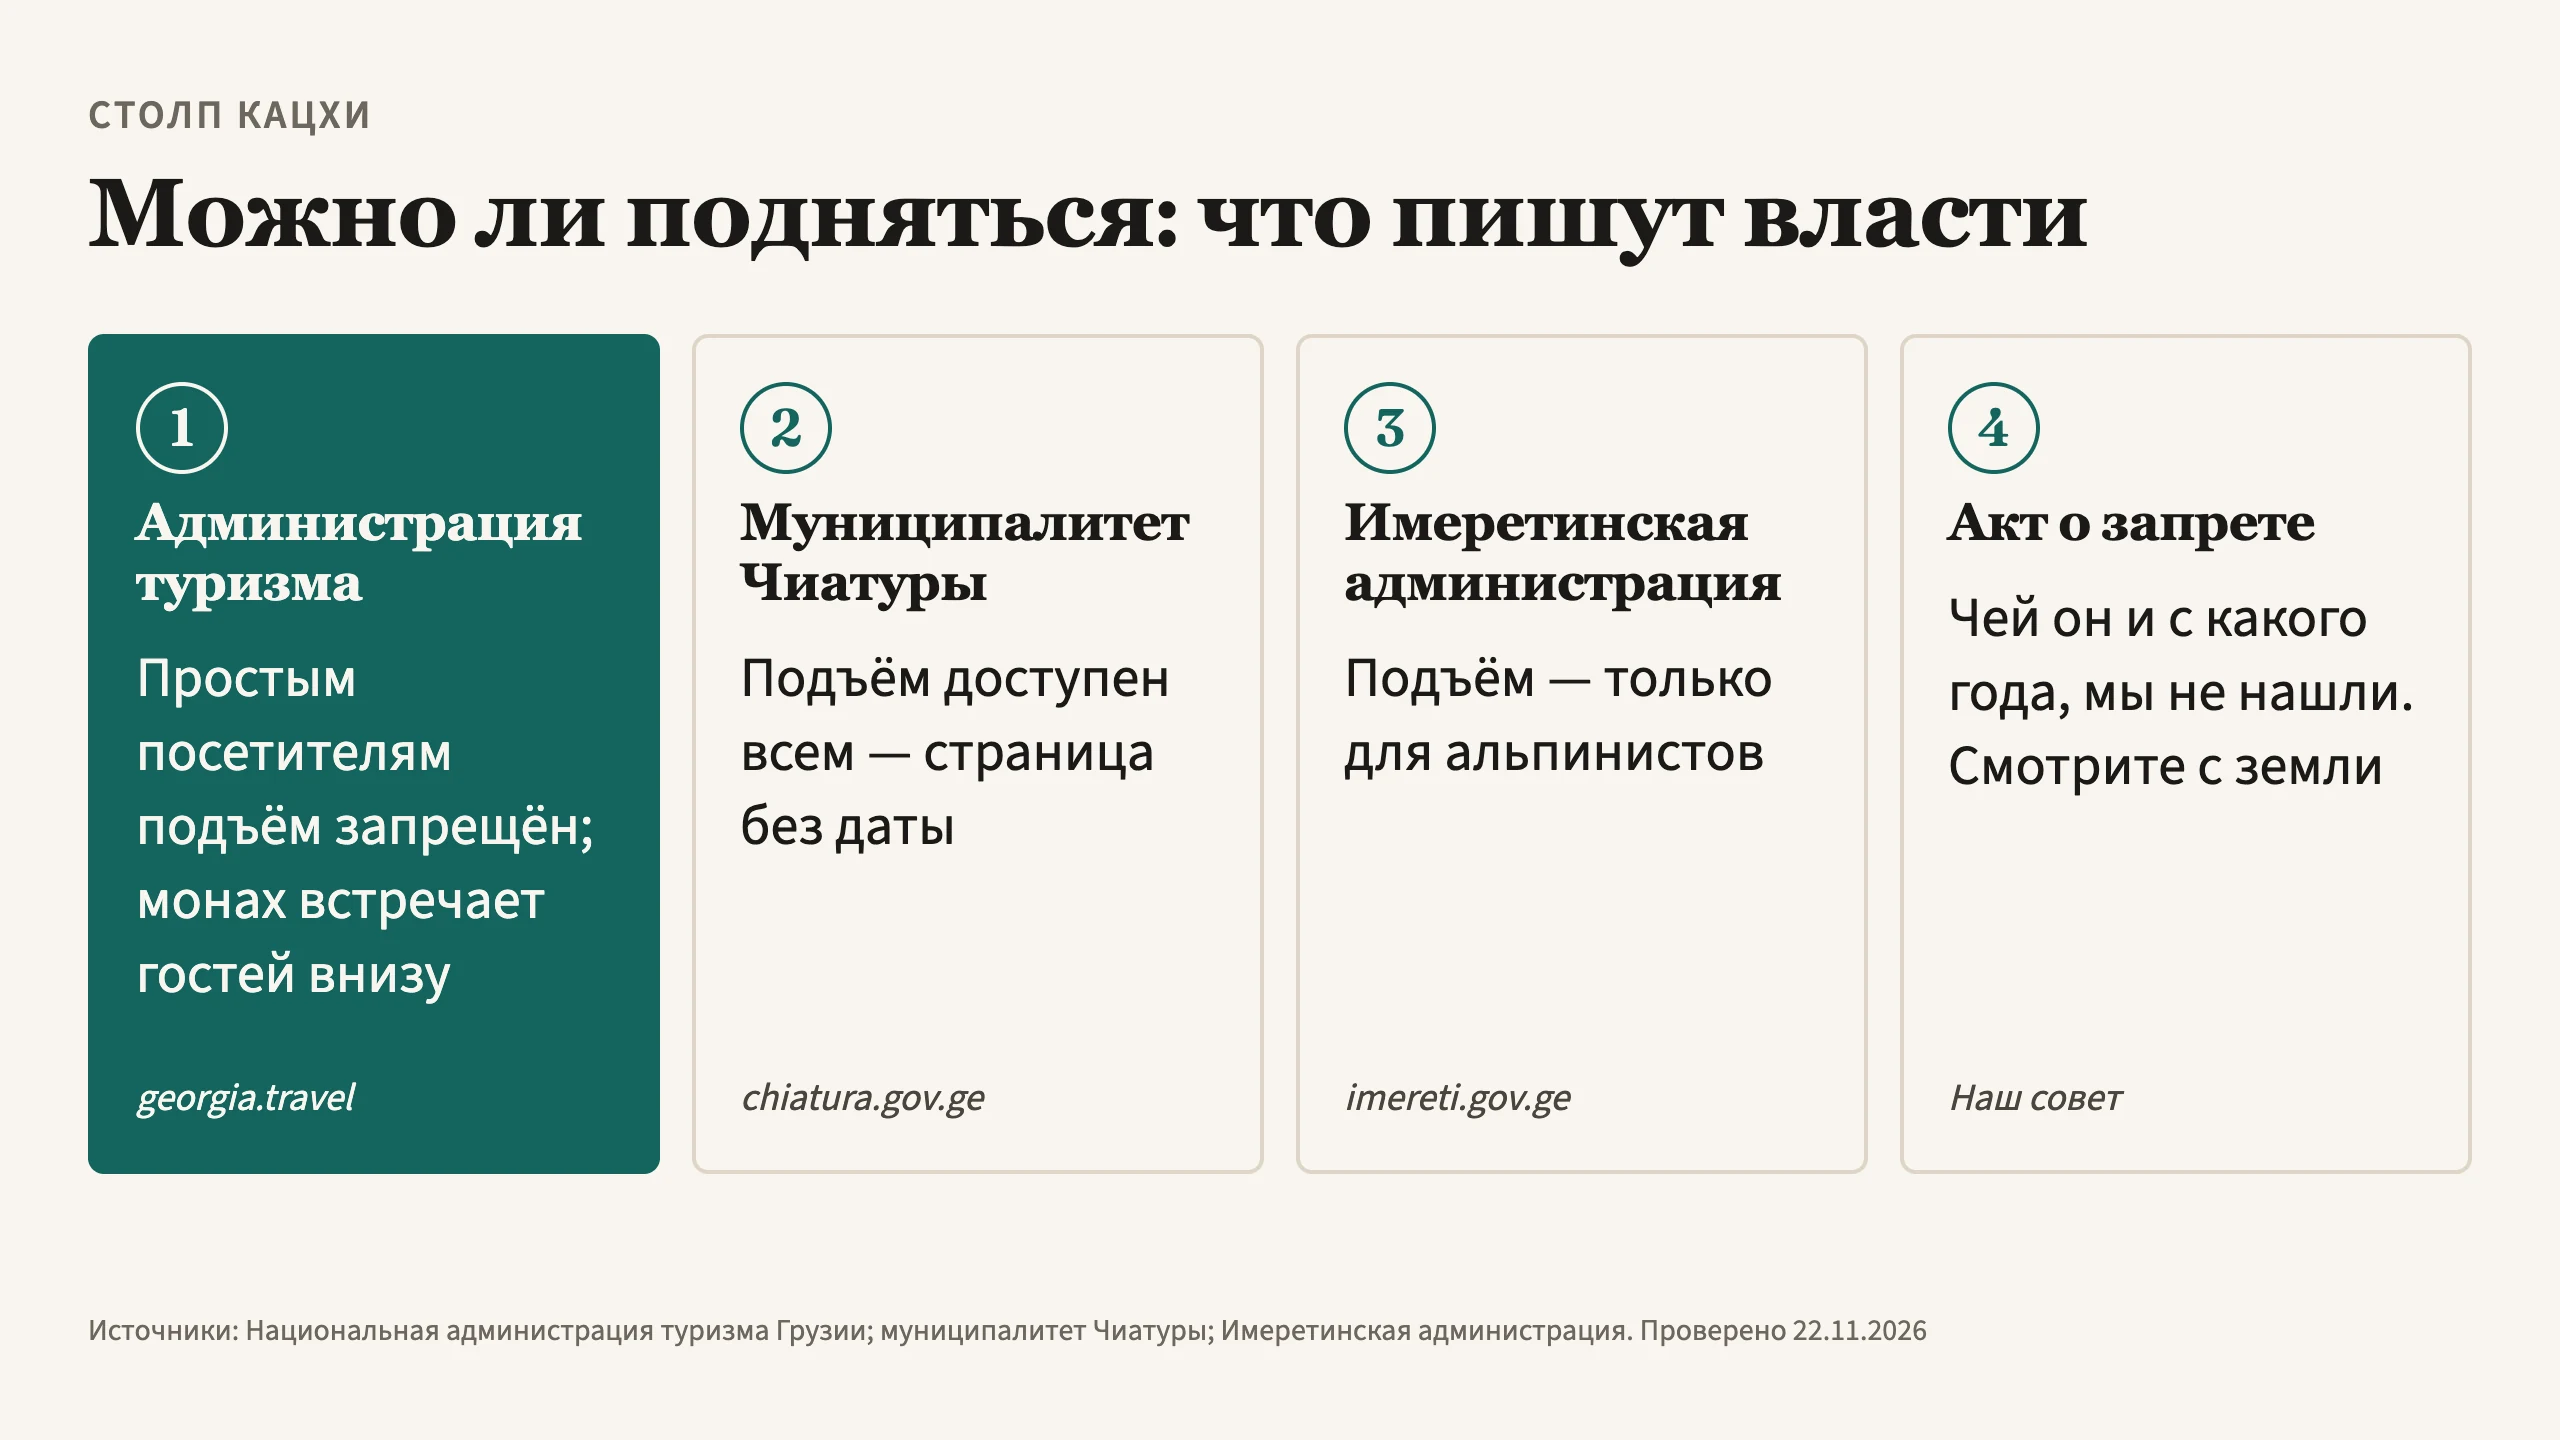 СТОЛП КАЦХИ
Можно ли подняться: что пишут власти
1
Администрация
туризма
Простым
посетителям
подъём запрещён;
монах встречает
гостей внизу
georgia.travel
2
Муниципалитет
Чиатуры
Подъём доступен
всем — страница
без даты
chiatura.gov.ge
3
Имеретинская
администрация
Подъём — только
для альпинистов
imereti.gov.ge
4
Акт о запрете
Чей он и с какого
года, мы не нашли.
Смотрите с земли
Наш совет
Источники: Национальная администрация туризма Грузии; муниципалитет Чиатуры; Имеретинская администрация. Проверено 22.11.2026